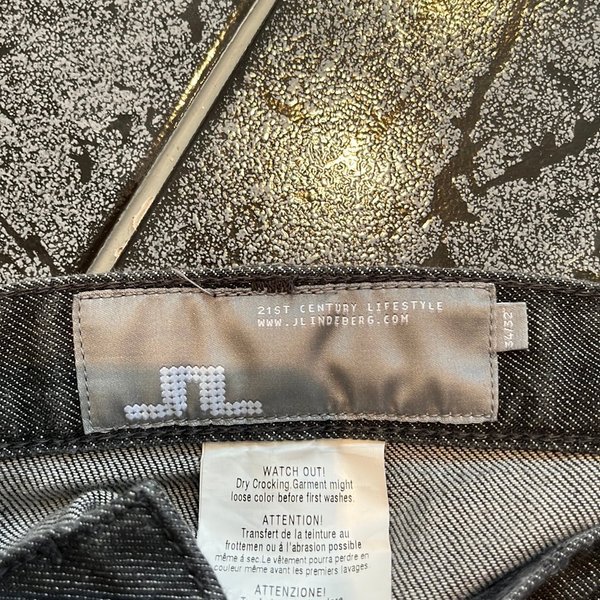 21ST CENTURY LIFESTYLE
WWW.JLINDEBERG.COM
34/32
WATCH OUT!
Dry Crocking.Garment might
loose color before first washes.
ATTENTION!
Transfert de la teinture au
frottemen ou á l'abrasion possible
même á sec.Le vêtement pourra perdre en
couleur même avant les premiers lavages.
ATTENZIONE!